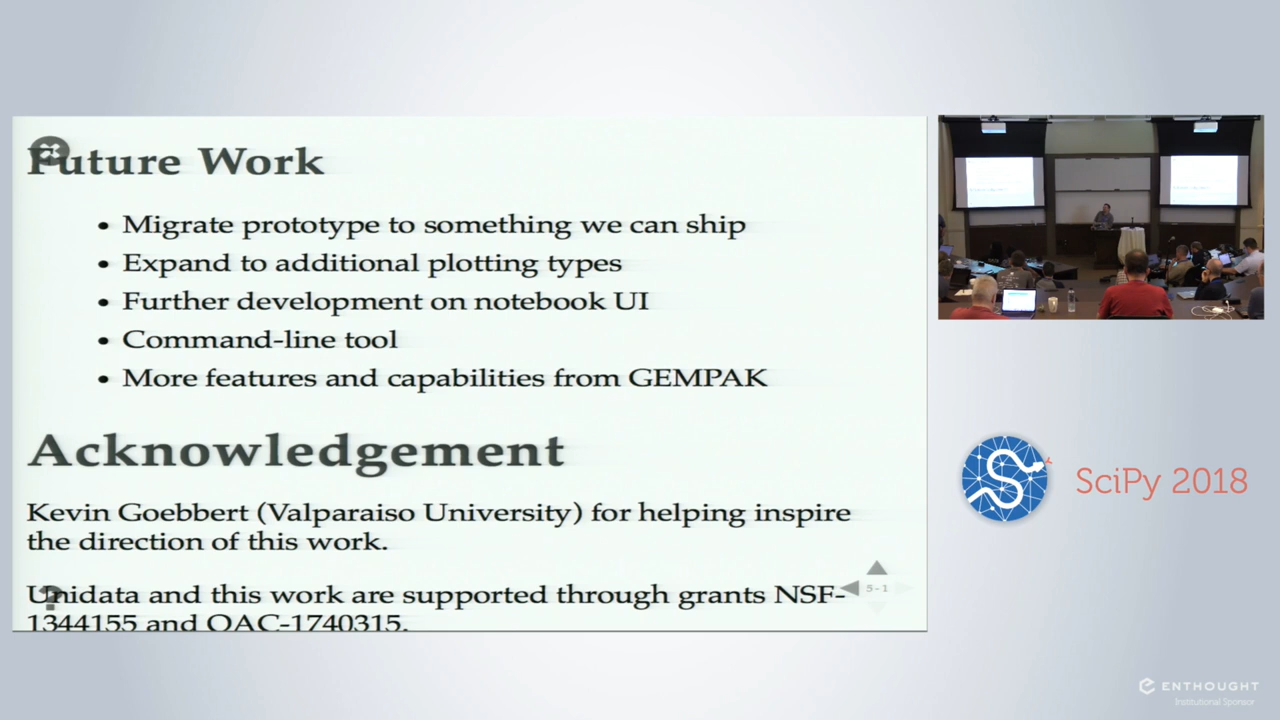 Future Work
• Migrate prototype to something we can ship
• Expand to additional plotting types
• Further development on notebook UI
• Command-line tool
• More features and capabilities from GEMPAK
Acknowledgement
Kevin Goebbert (Valparaiso University) for helping inspire
the direction of this work.
Unidata and this work are supported through grants NSF-
1344155 and OAC-1740315.
?
5-1
SciPy 2018
ENTHOUGHT
Institutional Sponsor